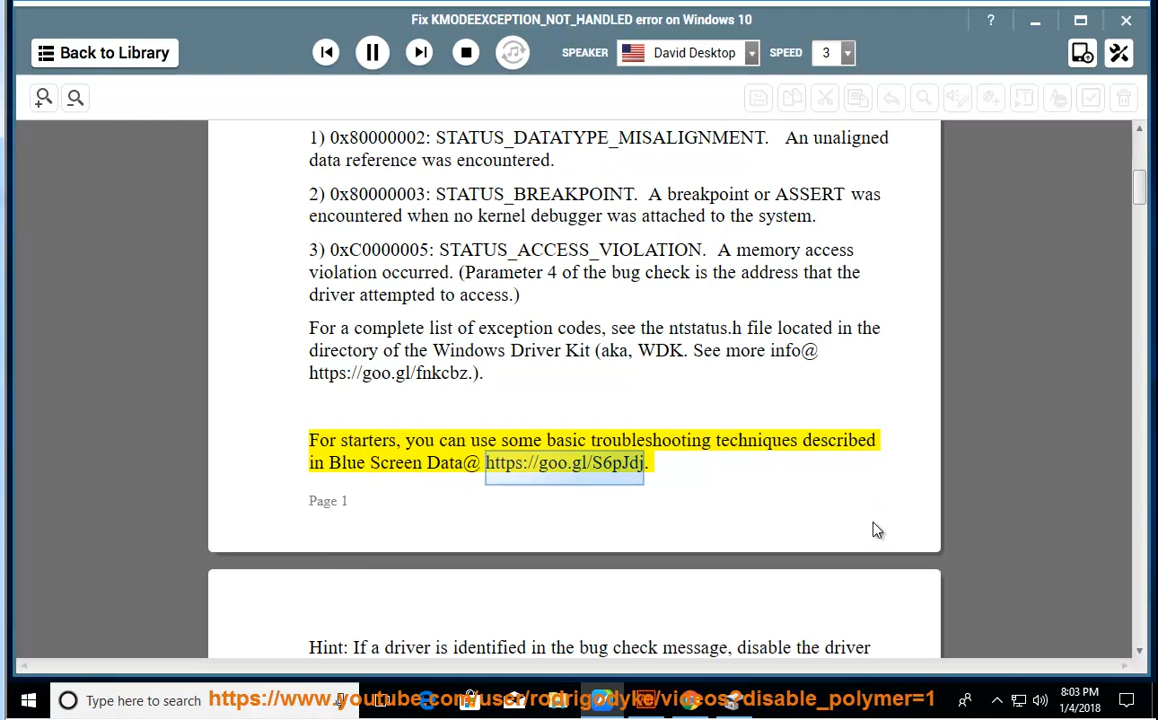 Fix KMODEEXCEPTION_NOT_HANDLED error on Windows 10
?
Back to Library
SPEAKER
David Desktop
SPEED
3
1) 0x80000002: STATUS_DATATYPE_MISALIGNMENT. An unaligned
data reference was encountered.
2) 0x80000003: STATUS_BREAKPOINT. A breakpoint or ASSERT was
encountered when no kernel debugger was attached to the system.
3) 0xC0000005: STATUS_ACCESS_VIOLATION. A memory access
violation occurred. (Parameter 4 of the bug check is the address that the
driver attempted to access.)
For a complete list of exception codes, see the ntstatus.h file located in the
directory of the Windows Driver Kit (aka, WDK. See more info@
https://goo.gl/fnkcbz.).
For starters, you can use some basic troubleshooting techniques described
in Blue Screen Data@ https://goo.gl/S6pJdj.
Page 1
Hint: If a driver is identified in the bug check message, disable the driver
Type here to search
https://www.youtube.com/user/rodrigodyke/videos?disable_polymer=1
8:03 PM
1/4/2018